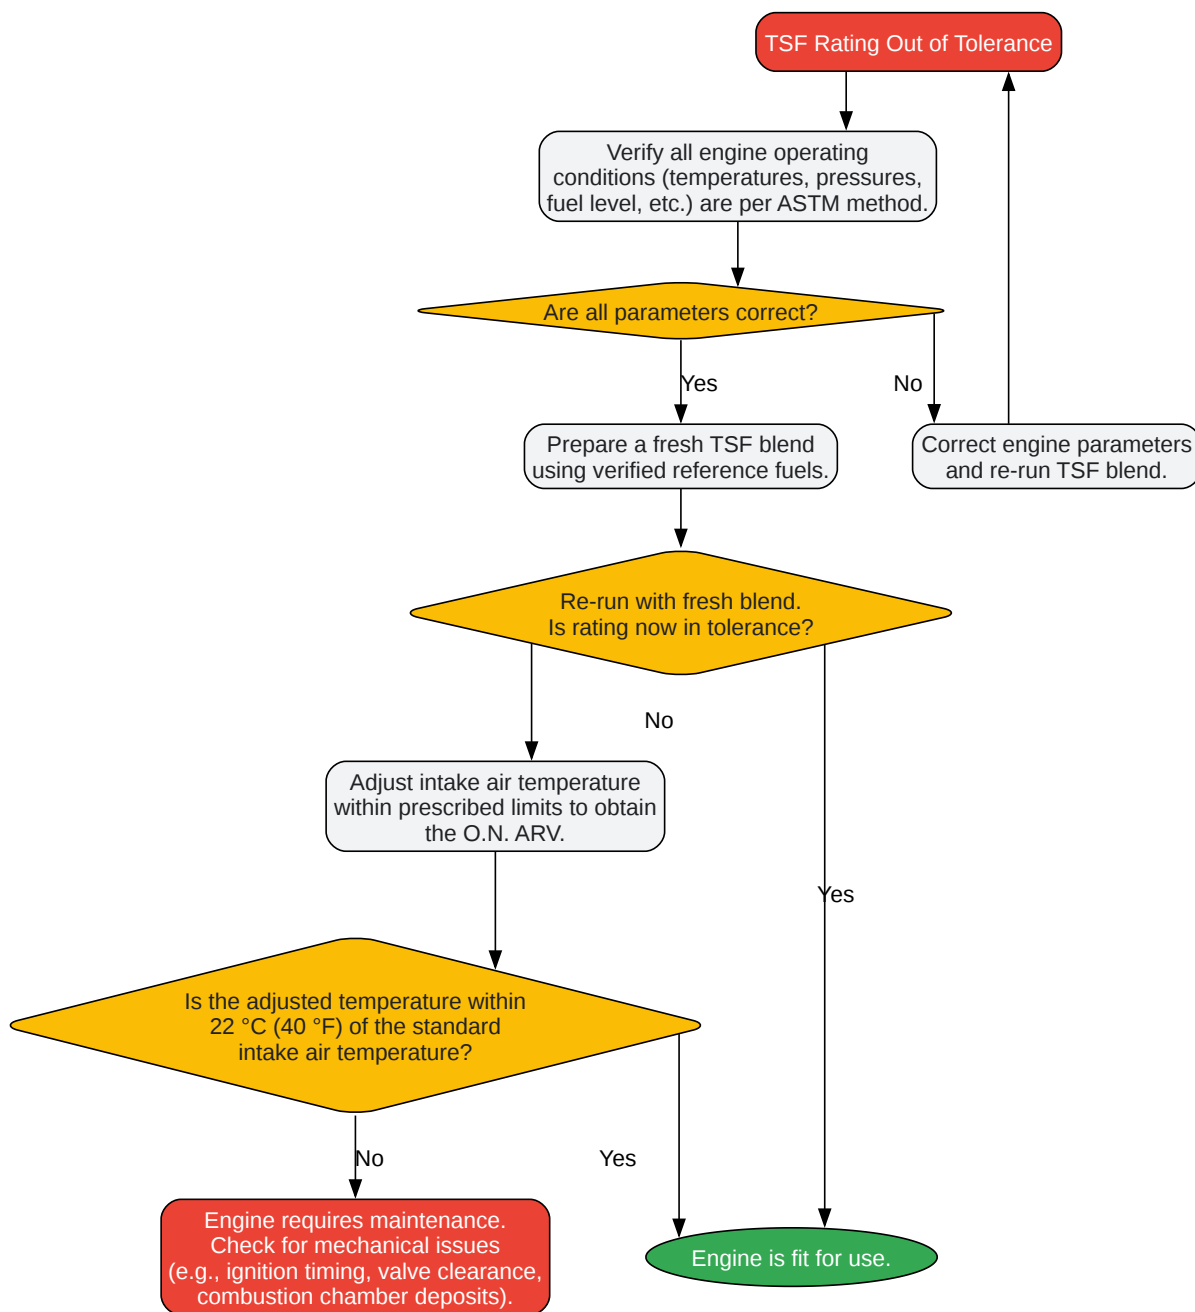 TSF Rating Out of Tolerance
Verify all engine operating
conditions (temperatures, pressures,
fuel level, etc.) are per ASTM method.
Are all parameters correct?
Yes
No
Prepare a fresh TSF blend
using verified reference fuels.
Correct engine parameters
and re-run TSF blend.
Re-run with fresh blend.
Is rating now in tolerance?
No
Adjust intake air temperature
within prescribed limits to obtain
the O.N. ARV.
Yes
Is the adjusted temperature within
22 °C (40 °F) of the standard
intake air temperature?
No
Yes
Engine requires maintenance.
Check for mechanical issues
(e.g., ignition timing, valve clearance,
combustion chamber deposits).
Engine is fit for use.